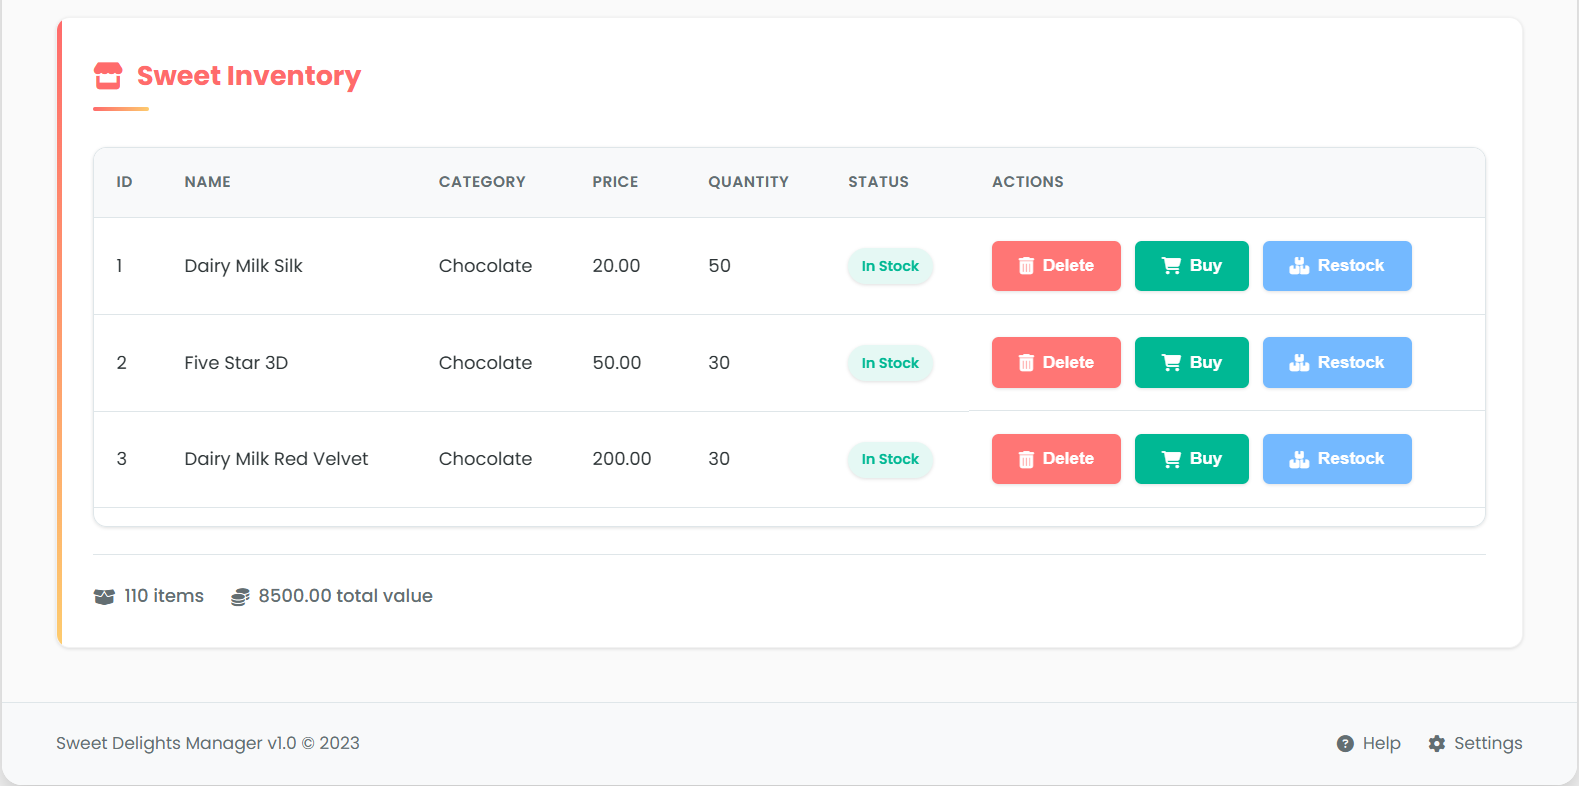 Sweet Inventory
ID NAME CATEGORY PRICE QUANTITY STATUS ACTIONS
1 Dairy Milk Silk Chocolate 20.00 50 In Stock Delete Buy Restock
2 Five Star 3D Chocolate 50.00 30 In Stock Delete Buy Restock
3 Dairy Milk Red Velvet Chocolate 200.00 30 In Stock Delete Buy Restock
110 items 8500.00 total value
Sweet Delights Manager v1.0 © 2023 Help Settings